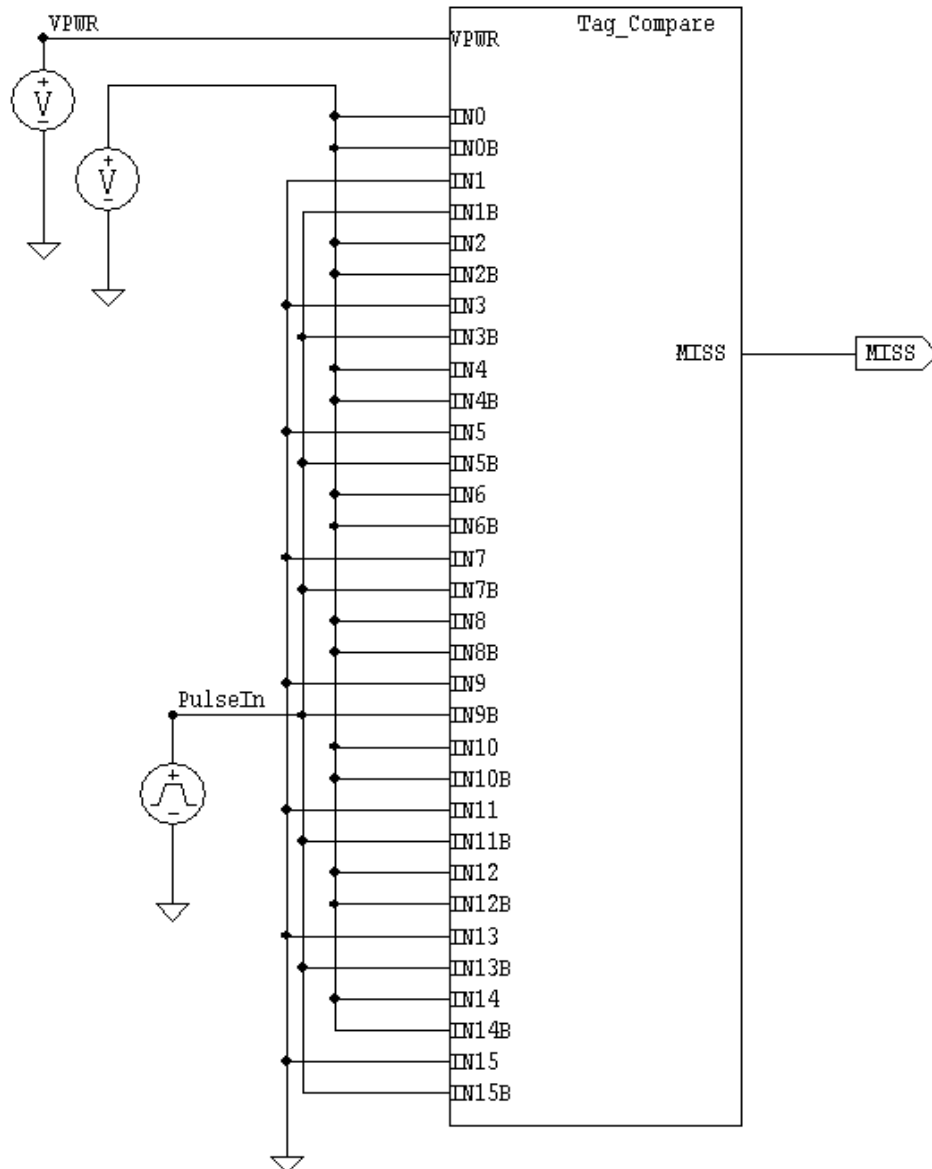 VPWR
Tag_Compare
VPWR
+
V
−
+
V
−
IN0
IN0B
IN1
IN1B
IN2
IN2B
IN3
IN3B
MISS
MISS
IN4
IN4B
IN5
IN5B
IN6
IN6B
IN7
IN7B
IN8
IN8B
IN9
PulseIn
IN9B
IN10
+
−
IN10B
IN11
IN11B
IN12
IN12B
IN13
IN13B
IN14
IN14B
IN15
IN15B